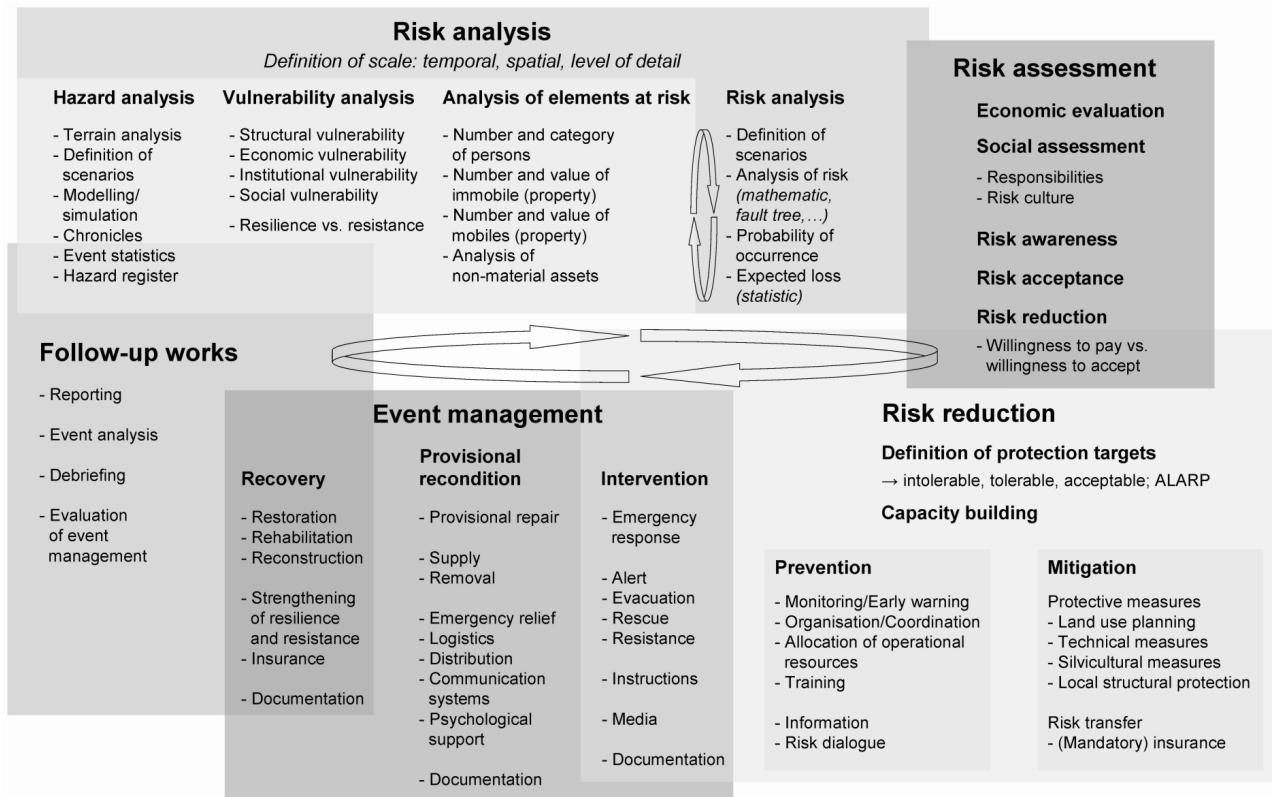 Risk analysis
Definition of scale: temporal, spatial, level of detail
Hazard analysis
- Terrain analysis
- Definition of
scenarios
- Modelling/
simulation
- Chronicles
- Event statistics
- Hazard register
Vulnerability analysis
- Structural vulnerability
- Economic vulnerability
- Institutional vulnerability
- Social vulnerability
- Resilience vs. resistance
Analysis of elements at risk
- Number and category
of persons
- Number and value of
immobile (property)
- Number and value of
mobiles (property)
- Analysis of
non-material assets
Risk analysis
- Definition of
scenarios
- Analysis of risk
(mathematic,
fault tree,…)
- Probability of
occurrence
- Expected loss
(statistic)
Risk assessment
Economic evaluation
Social assessment
- Responsibilities
- Risk culture
Risk awareness
Risk acceptance
Risk reduction
- Willingness to pay vs.
willingness to accept
Follow-up works
- Reporting
- Event analysis
- Debriefing
- Evaluation
of event
management
Event management
Recovery
- Restoration
- Rehabilitation
- Reconstruction
- Strengthening
of resilience
and resistance
- Insurance
- Documentation
Provisional
recondition
- Provisional repair
- Supply
- Removal
- Emergency relief
- Logistics
- Distribution
- Communication
systems
- Psychological
support
- Documentation
Intervention
- Emergency
response
- Alert
- Evacuation
- Rescue
- Resistance
- Instructions
- Media
- Documentation
Risk reduction
Definition of protection targets
→ intolerable, tolerable, acceptable; ALARP
Capacity building
Prevention
- Monitoring/Early warning
- Organisation/Coordination
- Allocation of operational
resources
- Training
- Information
- Risk dialogue
Mitigation
Protective measures
- Land use planning
- Technical measures
- Silvicultural measures
- Local structural protection
Risk transfer
- (Mandatory) insurance